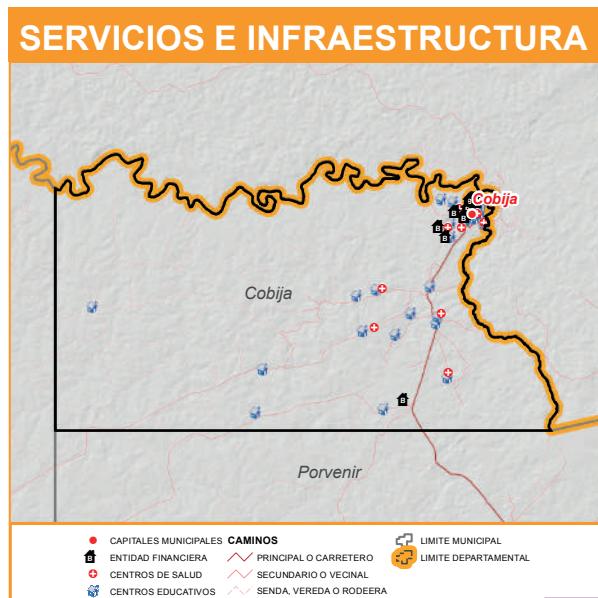 SERVICIOS E INFRAESTRUCTURA
Cobija
Cobija
Porvenir
CAPITALES MUNICIPALES
ENTIDAD FINANCIERA
CENTROS DE SALUD
CENTROS EDUCATIVOS
CAMINOS
PRINCIPAL O CARRETERO
SECUNDARIO O VECINAL
SENDA, VEREDA O RODEERA
LIMITE MUNICIPAL
LIMITE DEPARTAMENTAL